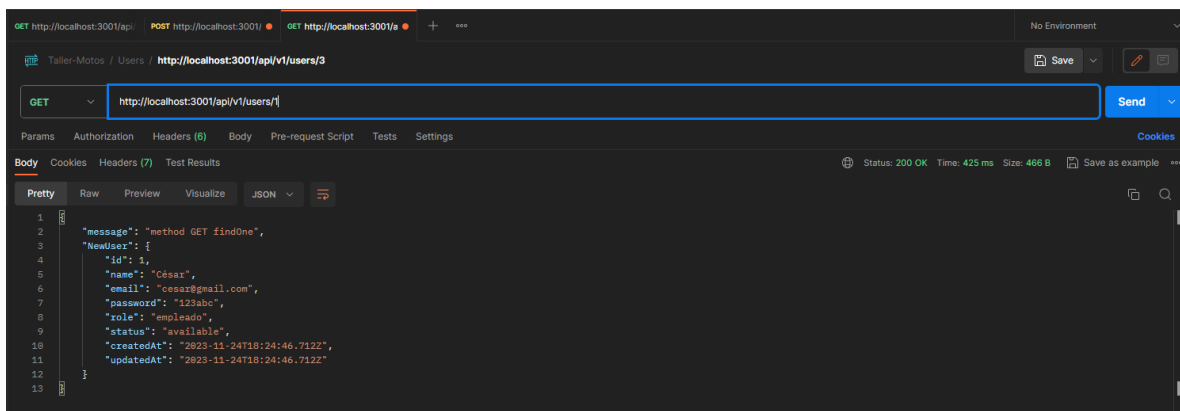 GET http://localhost:3001/api/ POST http://localhost:3001/ GET http://localhost:3001/a No Environment
HTTP Taller-Motos / Users / http://localhost:3001/api/v1/users/3 Save
GET http://localhost:3001/api/v1/users/1 Send
Params Authorization Headers (6) Body Pre-request Script Tests Settings Cookies
Body Cookies Headers (7) Test Results Status: 200 OK Time: 425 ms Size: 466 B Save as example
Pretty Raw Preview Visualize JSON
1 {
2 "message": "method GET findOne",
3 "NewUser": {
4 "id": 1,
5 "name": "César",
6 "email": "cesar@gmail.com",
7 "password": "123abc",
8 "role": "empleado",
9 "status": "available",
10 "createdAt": "2023-11-24T18:24:46.712Z",
11 "updatedAt": "2023-11-24T18:24:46.712Z"
12 }
13 }